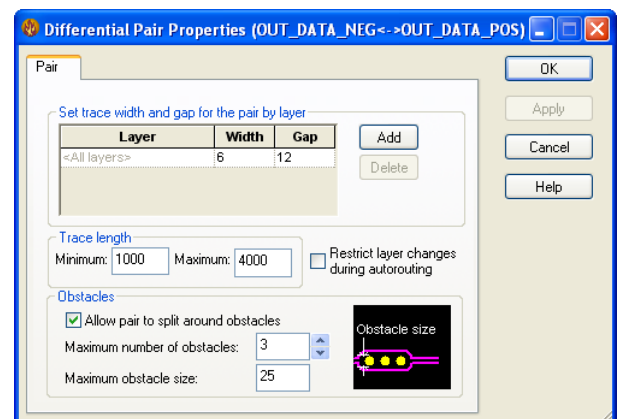 Differential Pair Properties (OUT_DATA_NEG<->OUT_DATA_POS)
Pair
OK
Apply
Cancel
Help
Set trace width and gap for the pair by layer
Layer Width Gap
<All layers> 6 12
Add
Delete
Trace length
Minimum: 1000 Maximum: 4000
Restrict layer changes
during autorouting
Obstacles
Allow pair to split around obstacles
Maximum number of obstacles: 3
Maximum obstacle size: 25
Obstacle size